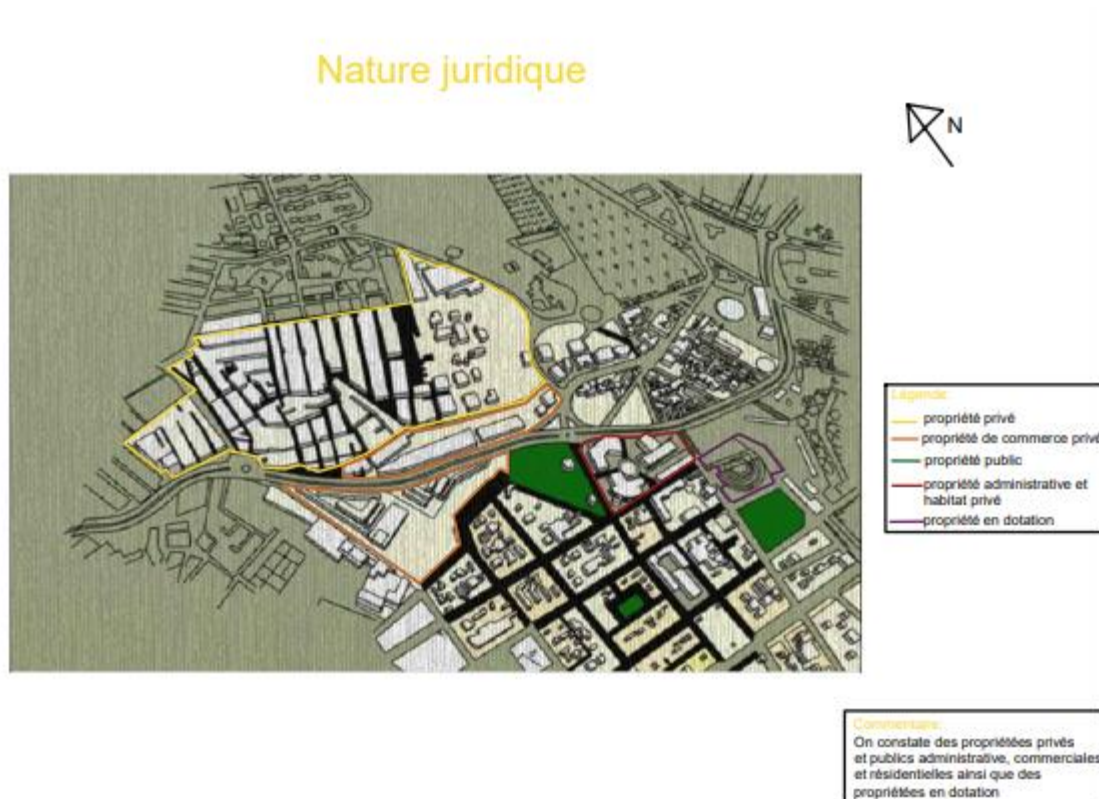 Nature juridique
N
Légende:
propriété privé
propriété de commerce privé
propriété public
propriété administrative et
habitat privé
propriété en dotation
Commentaire:
On constate des propriétées privés
et publics administrative, commerciales
et résidentielles ainsi que des
propriétées en dotation